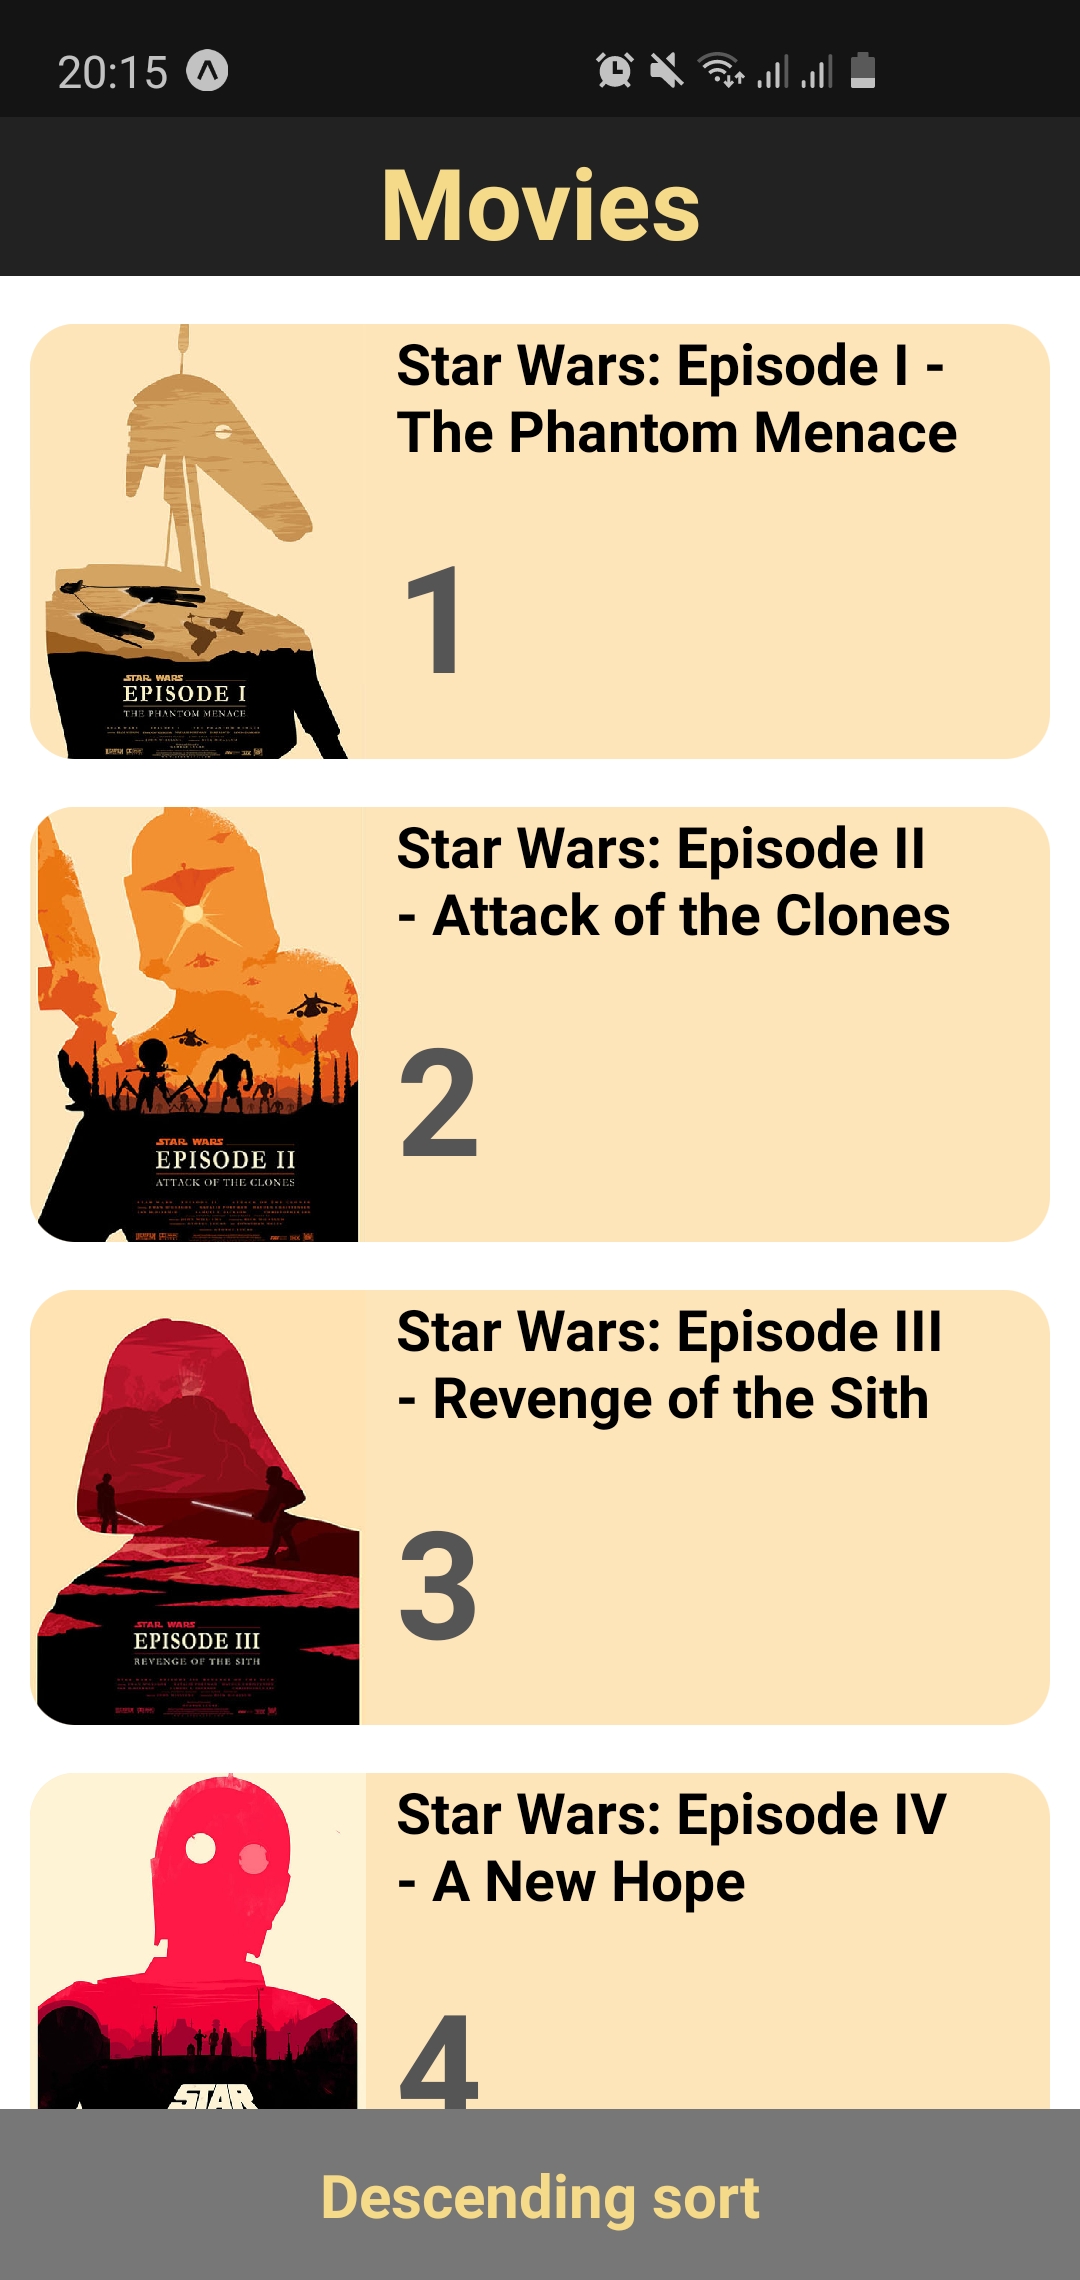 20:15
Movies
Star Wars: Episode I -
The Phantom Menace
1
STAR WARS
EPISODE I
THE PHANTOM MENACE
Star Wars: Episode II
- Attack of the Clones
2
STAR WARS
EPISODE II
ATTACK OF THE CLONES
Star Wars: Episode III
- Revenge of the Sith
3
STAR WARS
EPISODE III
REVENGE OF THE SITH
Star Wars: Episode IV
- A New Hope
4
STAR
Descending sort